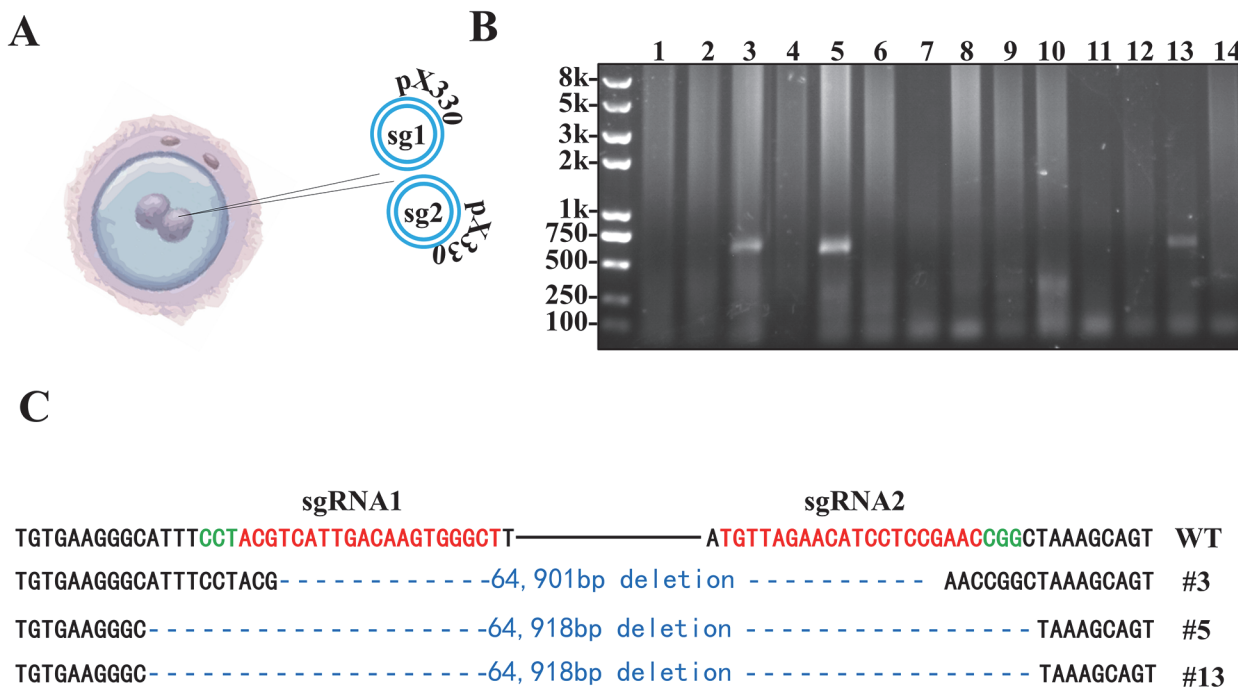 A
pX330
sg1
sg2
pX330
B
1 2 3 4 5 6 7 8 9 10 11 12 13 14
8k
5k
3k
2k
1k
750
500
250
100
C
sgRNA1 sgRNA2
TGTGAAGGGCATTTCCTACGTCATTGACAAGTGGGCTT ATGTTAGAACATCCTCCGAACCGGCTAAAGCAGT WT
TGTGAAGGGCATTTCCTACG 64,901bp deletion AACCGGCTAAAGCAGT #3
TGTGAAGGGC 64,918bp deletion TAAAGCAGT #5
TGTGAAGGGC 64,918bp deletion TAAAGCAGT #13